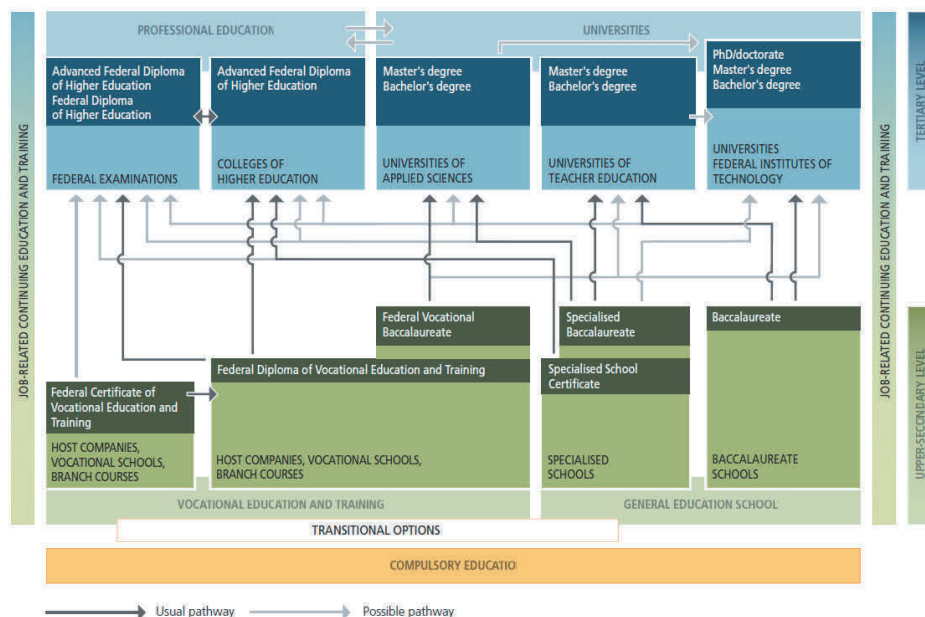 JOB-RELATED CONTINUING EDUCATION AND TRAINING
PROFESSIONAL EDUCATION
UNIVERSITIES
Advanced Federal Diploma
of Higher Education
Federal Diploma
of Higher Education
FEDERAL EXAMINATIONS
Advanced Federal Diploma
of Higher Education
COLLEGES OF
HIGHER EDUCATION
Master's degree
Bachelor's degree
UNIVERSITIES OF
APPLIED SCIENCES
Master's degree
Bachelor's degree
UNIVERSITIES OF
TEACHER EDUCATION
PhD/doctorate
Master's degree
Bachelor's degree
UNIVERSITIES
FEDERAL INSTITUTES OF
TECHNOLOGY
JOB-RELATED CONTINUING EDUCATION AND TRAINING
TERTIARY LEVEL
Federal Vocational
Baccalaureate
Specialised
Baccalaureate
Baccalaureate
Federal Diploma of Vocational Education and Training
Specialised School
Certificate
Federal Certificate of
Vocational Education and
Training
HOST COMPANIES,
VOCATIONAL SCHOOLS,
BRANCH COURSES
HOST COMPANIES, VOCATIONAL SCHOOLS,
BRANCH COURSES
SPECIALISED
SCHOOLS
BACCALAUREATE
SCHOOLS
UPPER-SECONDARY LEVEL
VOCATIONAL EDUCATION AND TRAINING
GENERAL EDUCATION SCHOOL
TRANSITIONAL OPTIONS
COMPULSORY EDUCATIO
Usual pathway
Possible pathway